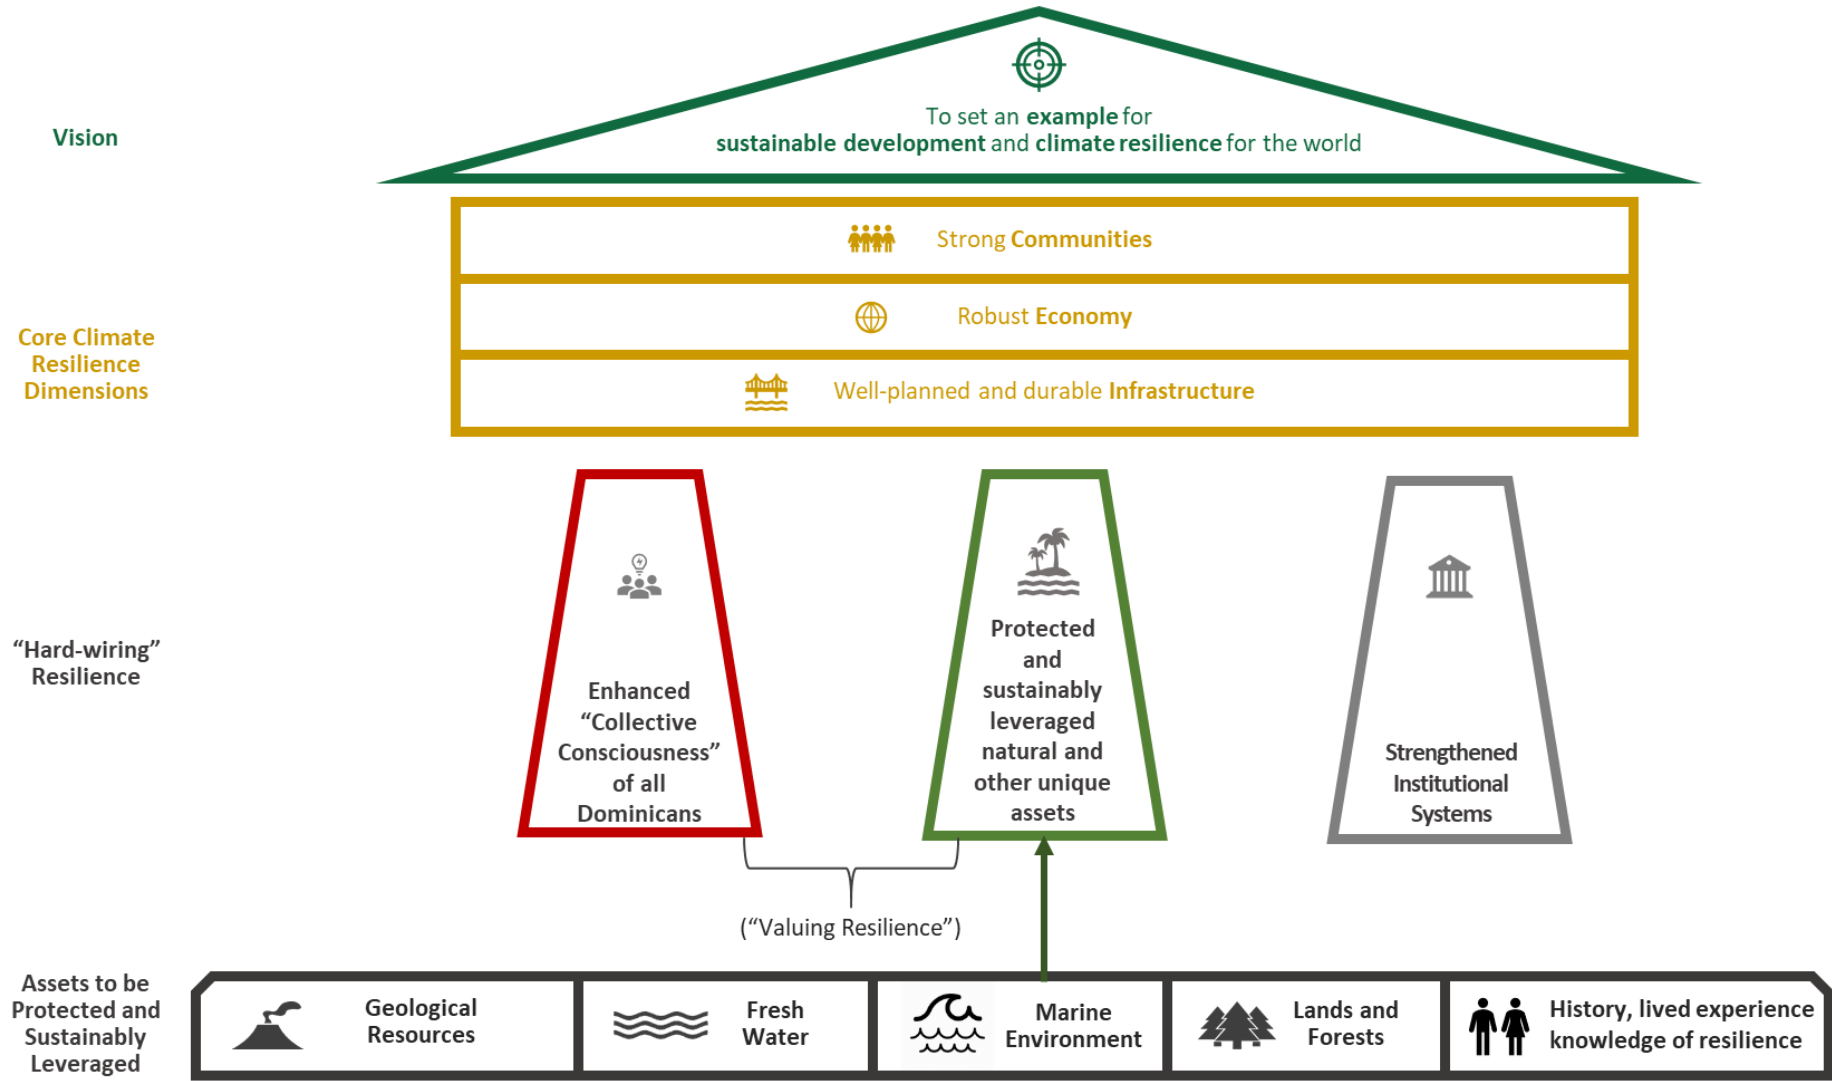 Vision
To set an example for
sustainable development and climate resilience for the world
Core Climate
Resilience
Dimensions
Strong Communities
Robust Economy
Well-planned and durable Infrastructure
“Hard-wiring”
Resilience
Enhanced
“Collective
Consciousness”
of all
Dominicans
Protected
and
sustainably
leveraged
natural and
other unique
assets
Strengthened
Institutional
Systems
(“Valuing Resilience”)
Assets to be
Protected and
Sustainably
Leveraged
Geological
Resources
Fresh
Water
Marine
Environment
Lands and
Forests
History, lived experience
knowledge of resilience